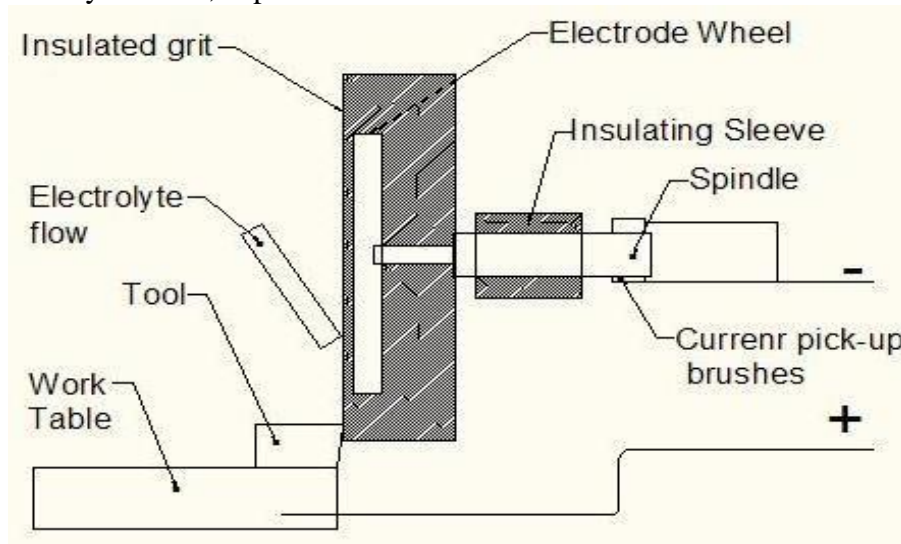 Insulated grit
Electrode Wheel
Insulating Sleeve
Spindle
Electrolyte
flow
Tool
-
Currenr pick-up
brushes
Work
Table
+